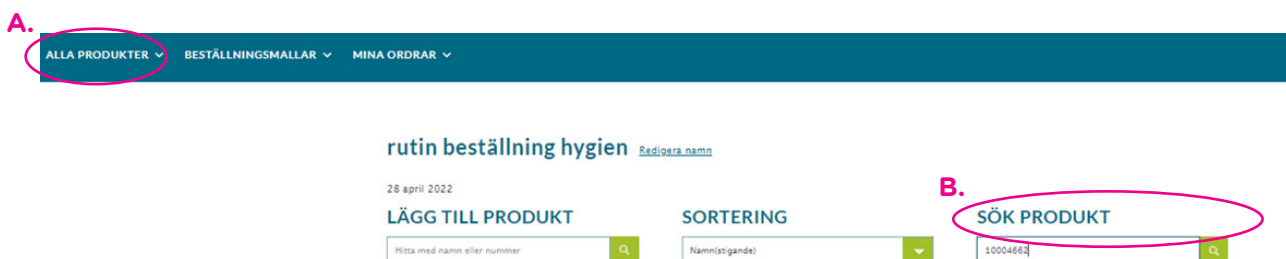 A.
ALLA PRODUKTER BESTÄLLNINGSMALLAR MINA ORDRAR
rutin beställning hygien Redigera namn
28 april 2022
B.
LÄGG TILL PRODUKT SORTERING SÖK PRODUKT
Hitta med namn eller nummer Namn(stigande) 10004662